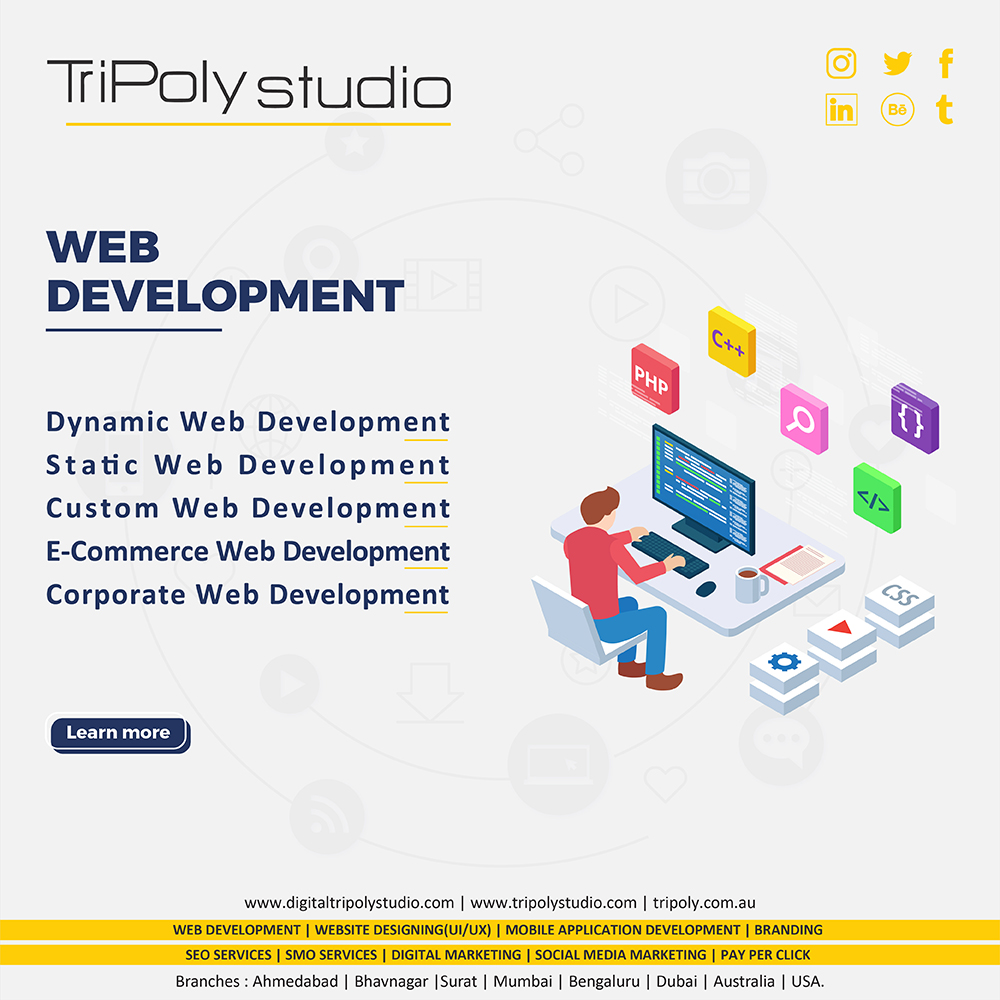 TriPoly studio
in Bē f t
WEB
DEVELOPMENT
Dynamic Web Development
Static Web Development
Custom Web Development
E-Commerce Web Development
Corporate Web Development
PHP
C++
{}
</>
CSS
Learn more
www.digitaltripolystudio.com | www.tripolystudio.com | tripoly.com.au
WEB DEVELOPMENT | WEBSITE DESIGNING(UI/UX) | MOBILE APPLICATION DEVELOPMENT | BRANDING
SEO SERVICES | SMO SERVICES | DIGITAL MARKETING | SOCIAL MEDIA MARKETING | PAY PER CLICK
Branches : Ahmedabad | Bhavnagar |Surat | Mumbai | Bengaluru | Dubai | Australia | USA.